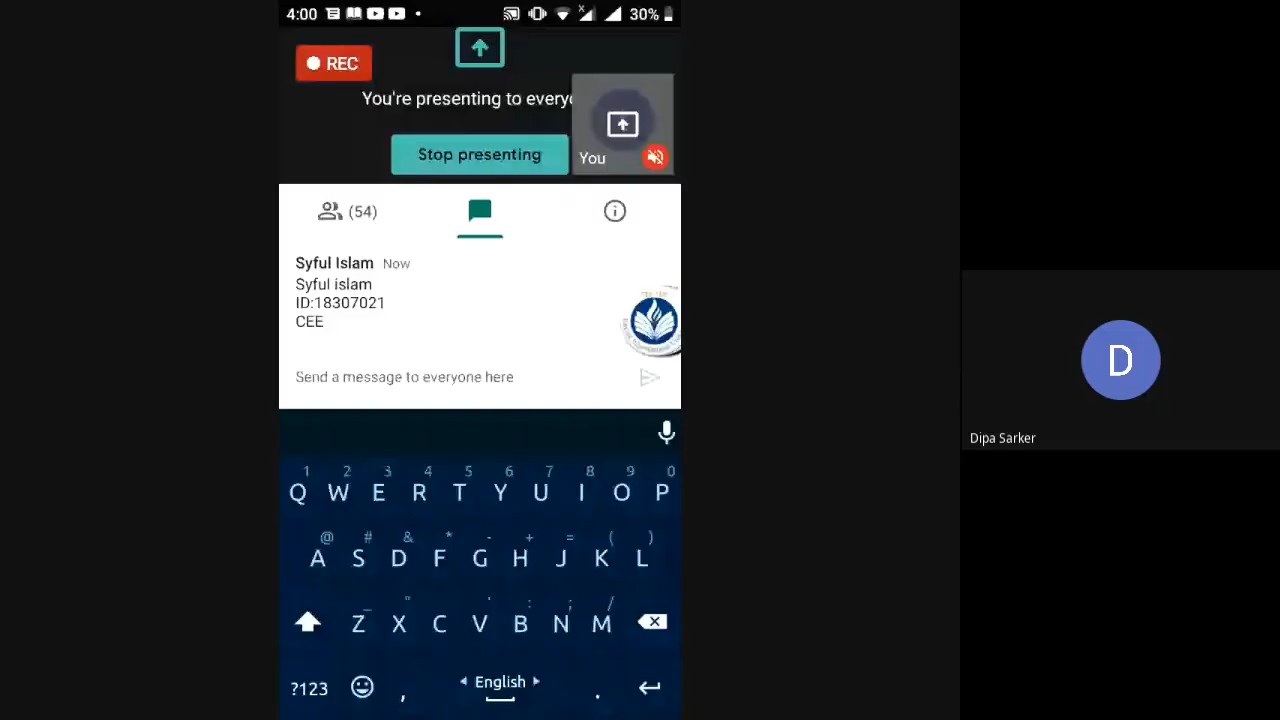 4:00
30%
REC
You're presenting to everyo
Stop presenting
You
(54)
Syful Islam Now
Syful islam
ID:18307021
CEE
Send a message to everyone here
1 2 3 4 5 6 7 8 9 0
Q W E R T Y U I O P
@ # & * - + = ( )
A S D F G H J K L
_ " ' : ; /
Z X C V B N M
?123 , English .
D
Dipa Sarker